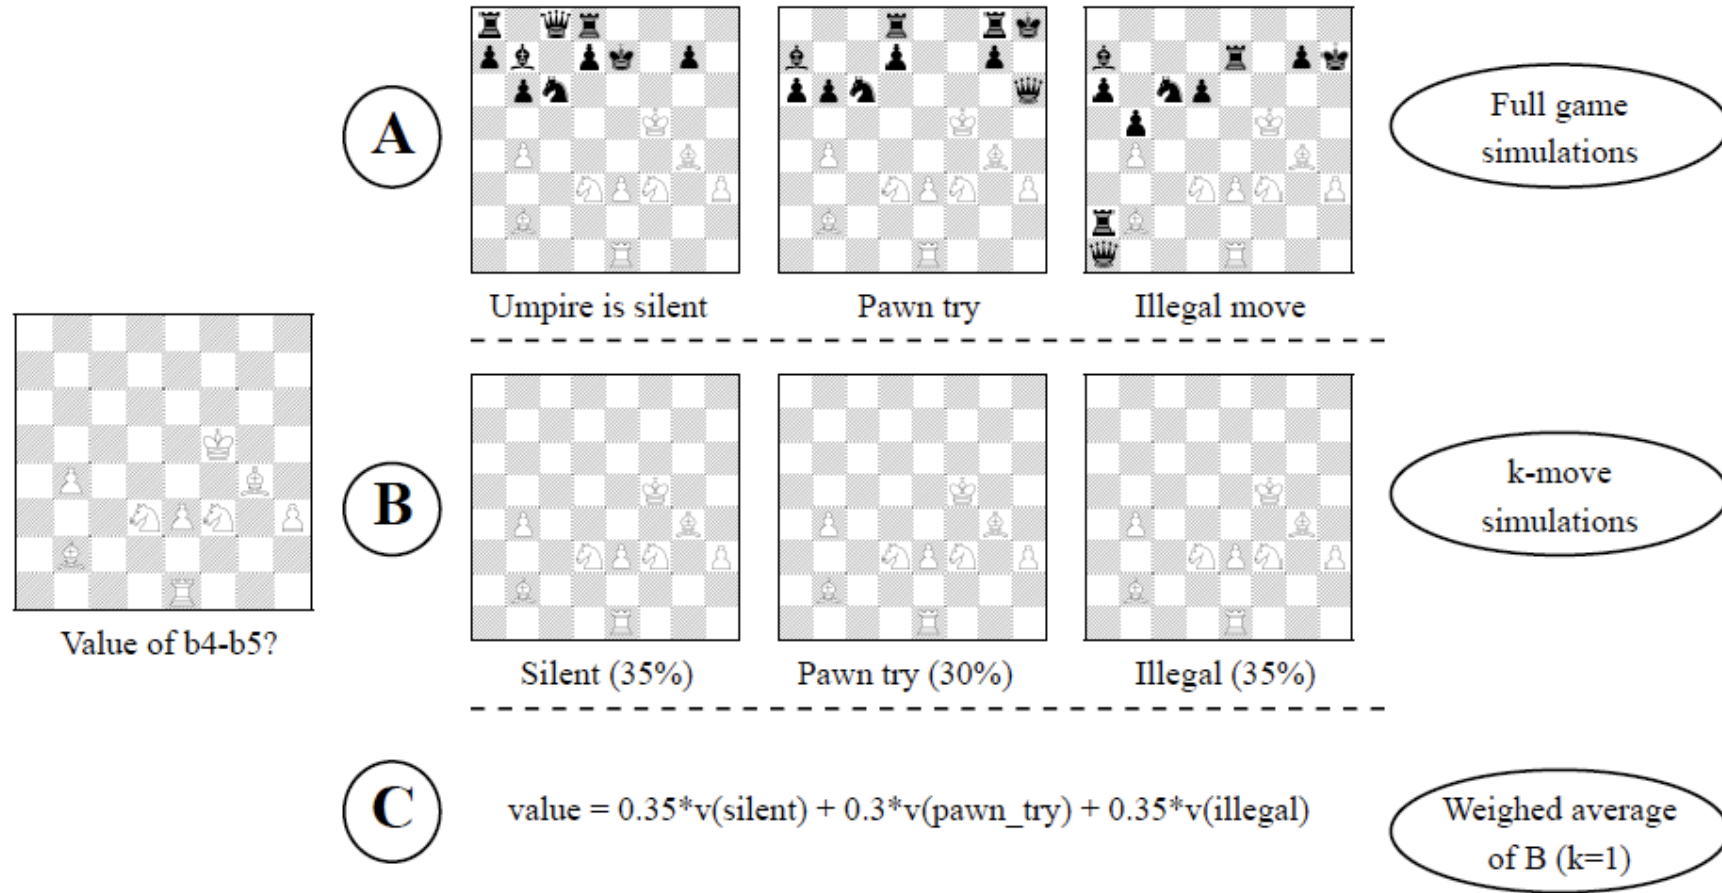 A
Umpire is silent
Pawn try
Illegal move
Full game
simulations
Value of b4-b5?
B
Silent (35%)
Pawn try (30%)
Illegal (35%)
k-move
simulations
C
value = 0.35*v(silent) + 0.3*v(pawn_try) + 0.35*v(illegal)
Weighed average
of B (k=1)